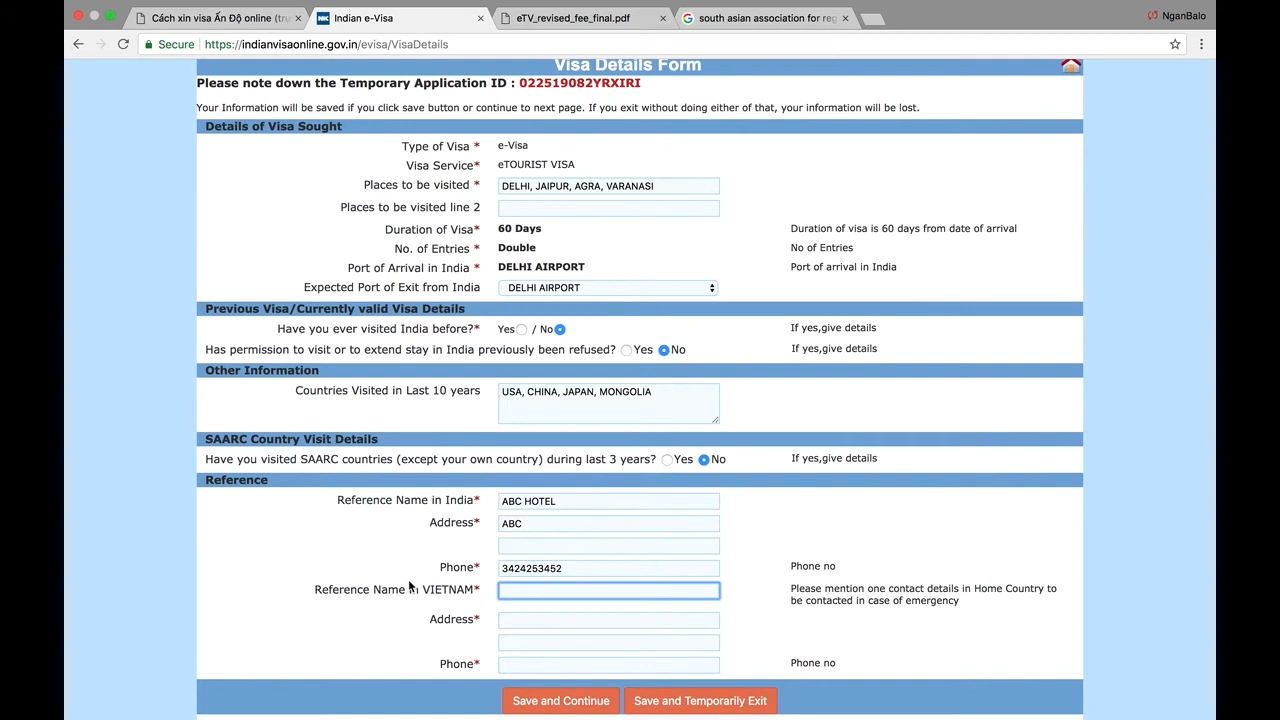 Cách xin visa Ấn Độ online (trự
Indian e-Visa
eTV_revised_fee_final.pdf
south asian association for reg
NganBalo
Secure
https://indianvisaonline.gov.in/evisa/VisaDetails
Visa Details Form
Please note down the Temporary Application ID : 022519082YRXIRI
Your Information will be saved if you click save button or continue to next page. If you exit without doing either of that, your information will be lost.
Details of Visa Sought
Type of Visa * e-Visa
Visa Service* eTOURIST VISA
Places to be visited * DELHI, JAIPUR, AGRA, VARANASI
Places to be visited line 2
Duration of Visa* 60 Days Duration of visa is 60 days from date of arrival
No. of Entries * Double No of Entries
Port of Arrival in India * DELHI AIRPORT Port of arrival in India
Expected Port of Exit from India DELHI AIRPORT
Previous Visa/Currently valid Visa Details
Have you ever visited India before?* Yes / No If yes,give details
Has permission to visit or to extend stay in India previously been refused? Yes No If yes,give details
Other Information
Countries Visited in Last 10 years USA, CHINA, JAPAN, MONGOLIA
SAARC Country Visit Details
Have you visited SAARC countries (except your own country) during last 3 years? Yes No If yes,give details
Reference
Reference Name in India* ABC HOTEL
Address* ABC
Phone* 3424253452 Phone no
Reference Name in VIETNAM* Please mention one contact details in Home Country to
be contacted in case of emergency
Address*
Phone* Phone no
Save and Continue Save and Temporarily Exit